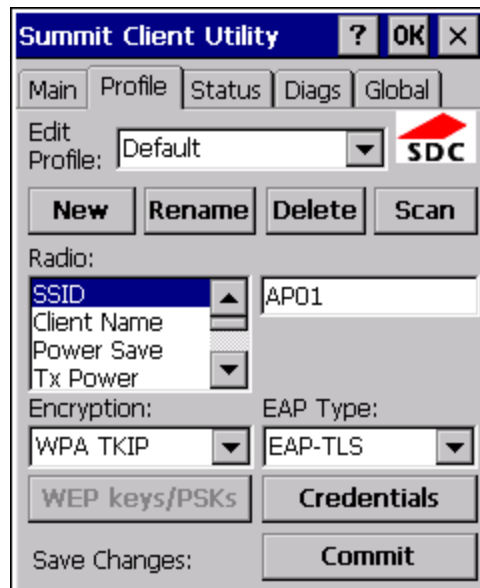 Summit Client Utility ? OK ×
Main Profile Status Diags Global
Edit
Profile: Default
SDC
New Rename Delete Scan
Radio:
SSID AP01
Client Name
Power Save
Tx Power
Encryption: EAP Type:
WPA TKIP EAP-TLS
WEP keys/PSKs Credentials
Save Changes: Commit